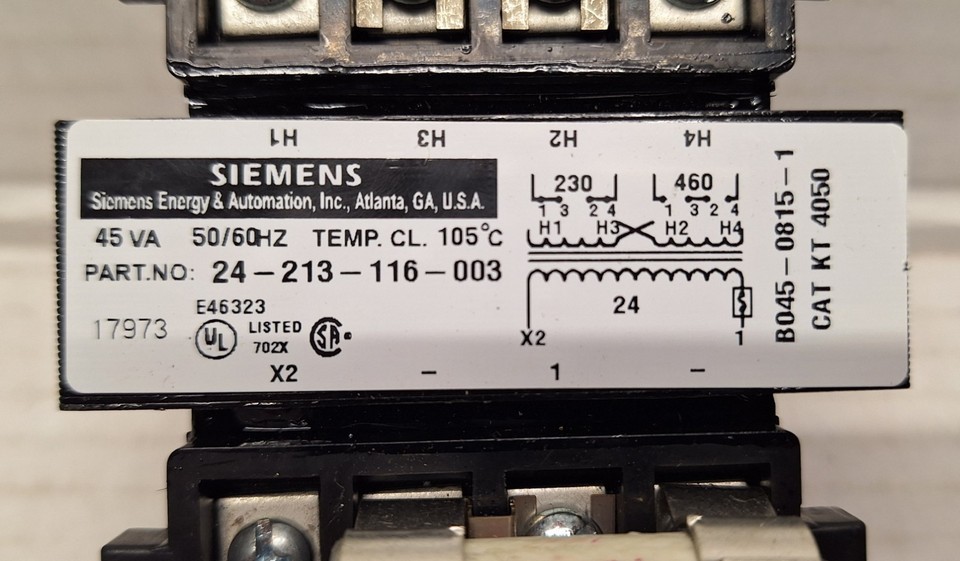 H1 H3 H2 H4
SIEMENS
Siemens Energy & Automation, Inc., Atlanta, GA, U.S.A.
45 VA 50/60HZ TEMP. CL. 105°C
PART.NO: 24-213-116-003
E46323
17973 UL LISTED SA
702X
X2 - 1 -
230 460
1 3 2 4 1 3 2 4
H1 H3 H2 H4
24
X2 1
B045-0815-1
CAT KT 4050